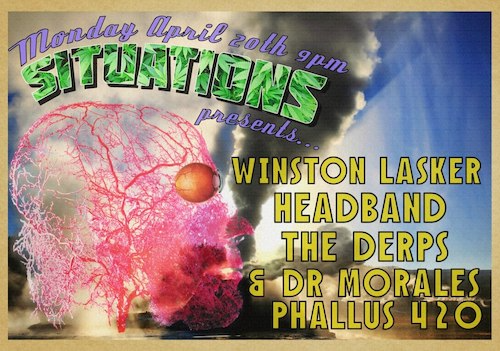 Monday April 20th 9pm
SITUATIONS
presents...
WINSTON LASKER
HEADBAND
THE DERPS
& DR MORALES
PHALLUS 420